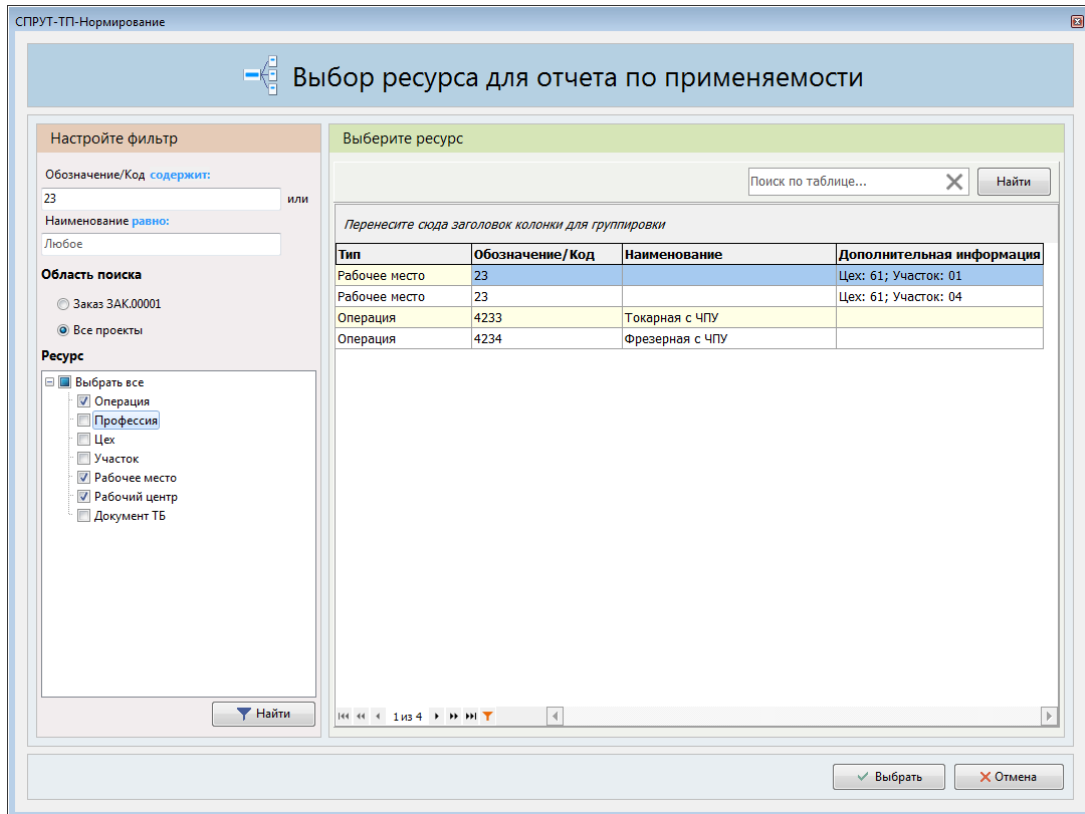 СПРУТ-ТП-Нормирование
Выбор ресурса для отчета по применяемости
Настройте фильтр
Обозначение/Код содержит:
23 или
Наименование равно:
Любое
Область поиска
Заказ ЗАК.00001
Все проекты
Ресурс
Выбрать все
Операция
Профессия
Цех
Участок
Рабочее место
Рабочий центр
Документ ТБ
Найти
Выберите ресурс
Поиск по таблице... Найти
Перенесите сюда заголовок колонки для группировки
Тип Обозначение/Код Наименование Дополнительная информация
Рабочее место 23 Цех: 61; Участок: 01
Рабочее место 23 Цех: 61; Участок: 04
Операция 4233 Токарная с ЧПУ
Операция 4234 Фрезерная с ЧПУ
1 из 4
Выбрать Отмена